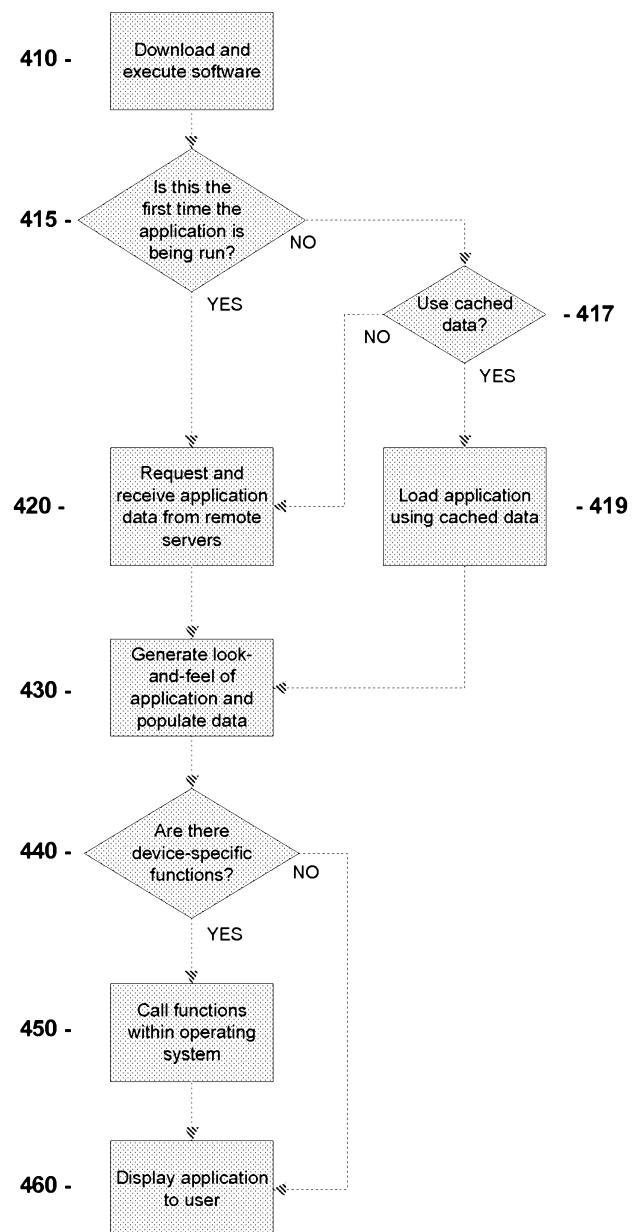 410 -
Download and
execute software
415 -
Is this the
first time the
application is
being run?
NO
YES
Use cached
data?
- 417
NO
YES
420 -
Request and
receive application
data from remote
servers
Load application
using cached data
- 419
430 -
Generate look-
and-feel of
application and
populate data
440 -
Are there
device-specific
functions?
NO
YES
450 -
Call functions
within operating
system
460 -
Display application
to user